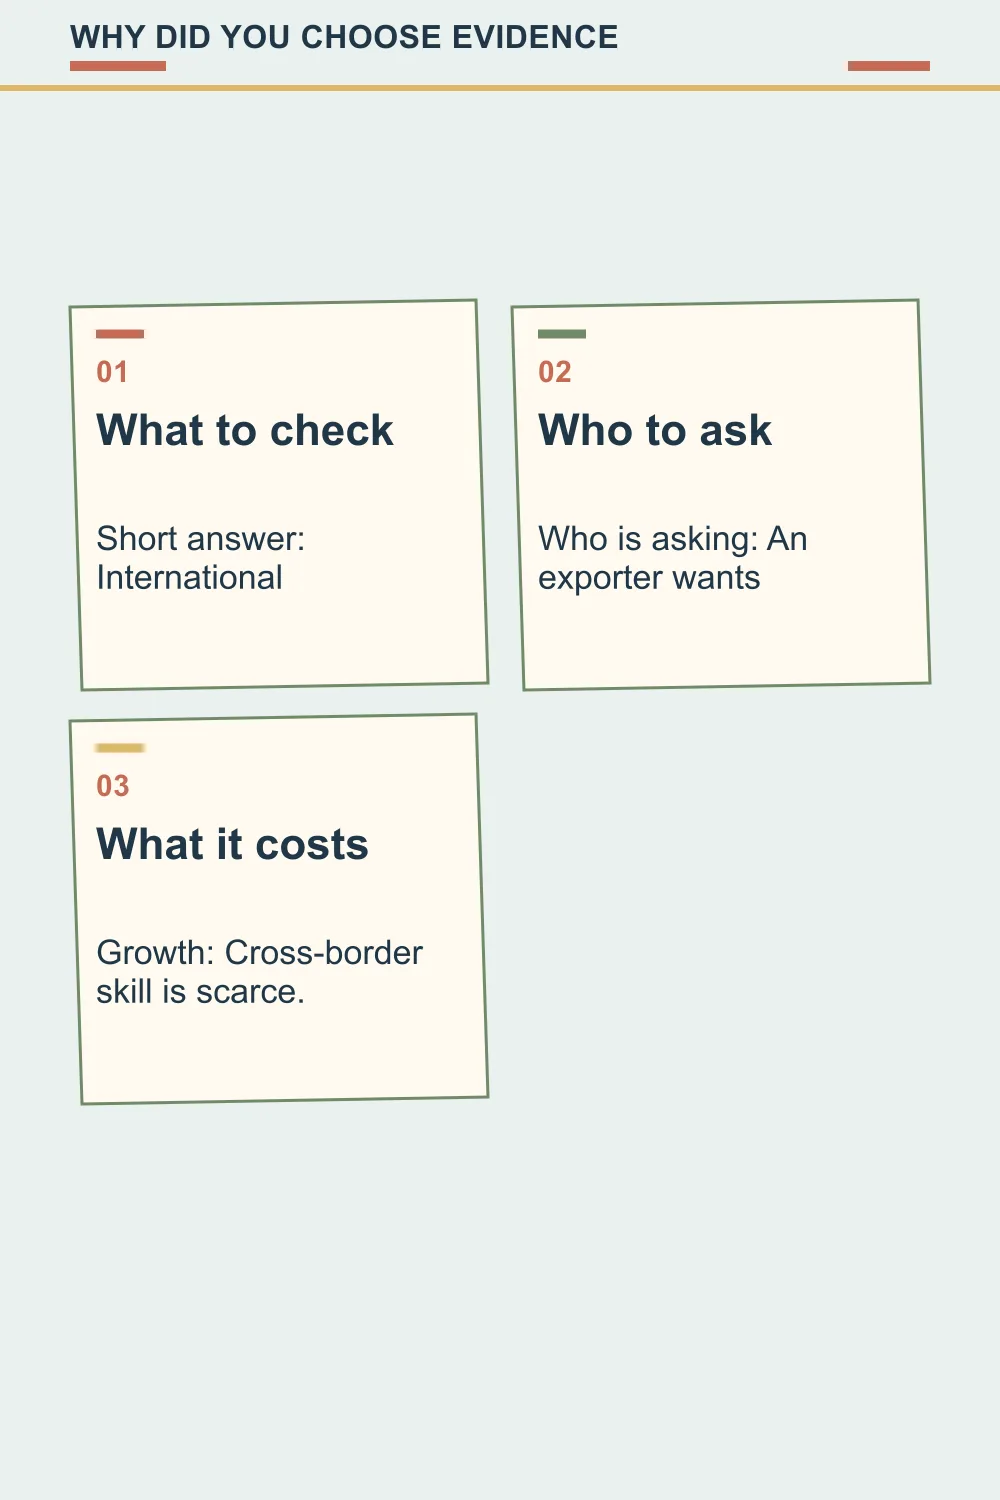 WHY DID YOU CHOOSE EVIDENCE
01
What to check
Short answer:
International
02
Who to ask
Who is asking: An
exporter wants
03
What it costs
Growth: Cross-border
skill is scarce.